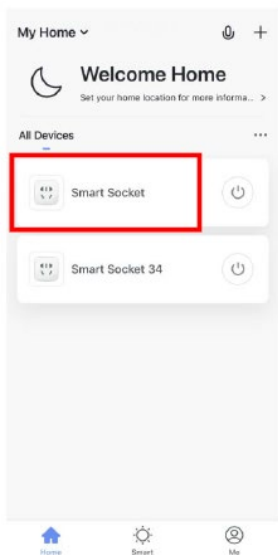 My Home
Welcome Home
Set your home location for more informa... >
All Devices
Smart Socket
Smart Socket 34
Home
Smart
Me